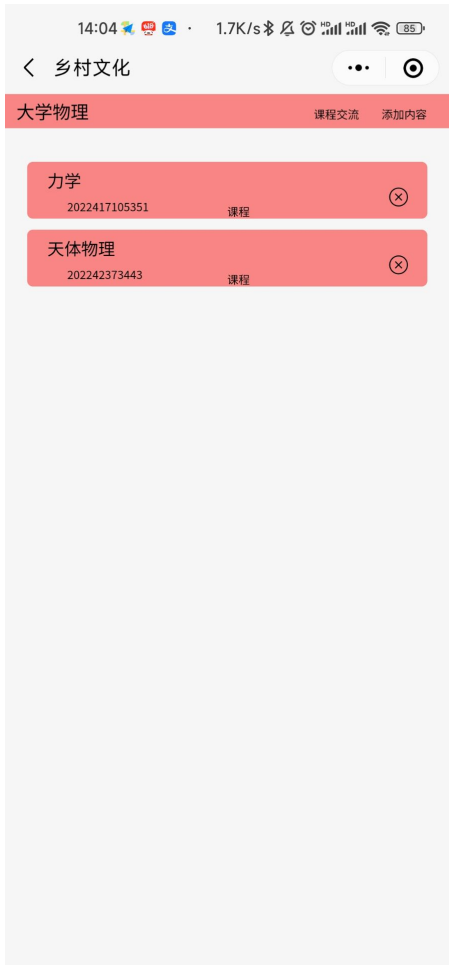 14:04 · 1.7K/s 85
乡村文化
大学物理 课程交流 添加内容
力学
2022417105351 课程
天体物理
202242373443 课程